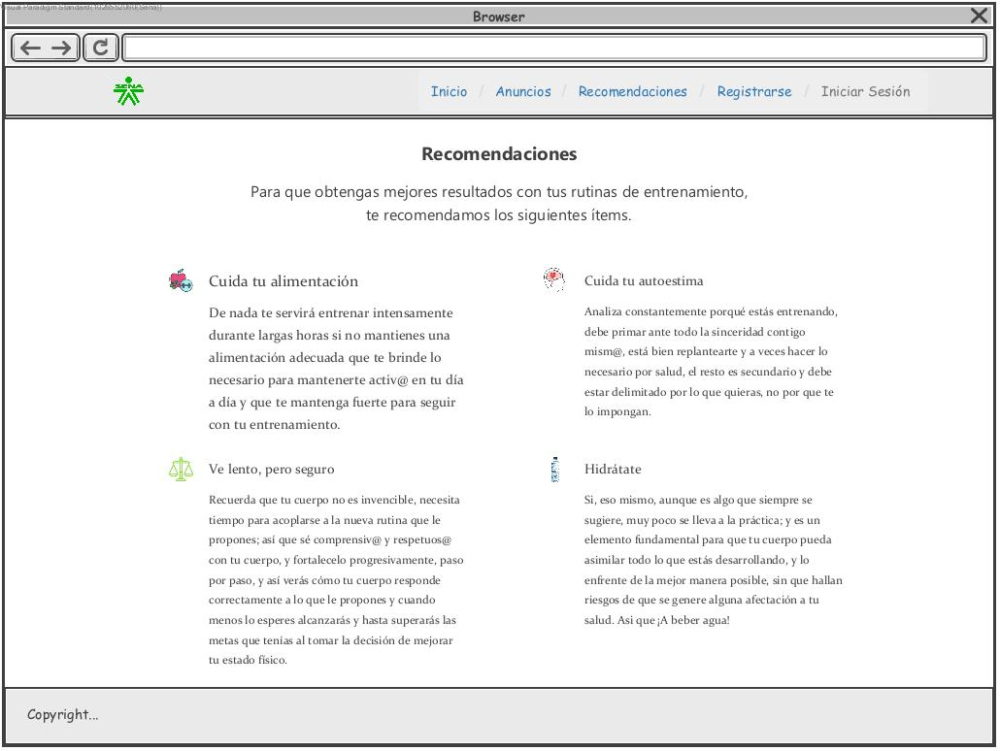 Visual Paradigm Standard(1026552060(Sena))
Browser
SENA
Inicio / Anuncios / Recomendaciones / Registrarse / Iniciar Sesión
Recomendaciones
Para que obtengas mejores resultados con tus rutinas de entrenamiento,
te recomendamos los siguientes ítems.
Cuida tu alimentación
De nada te servirá entrenar intensamente
durante largas horas si no mantienes una
alimentación adecuada que te brinde lo
necesario para mantenerte activ@ en tu día
a día y que te mantenga fuerte para seguir
con tu entrenamiento.
Cuida tu autoestima
Analiza constantemente porqué estás entrenando,
debe primar ante todo la sinceridad contigo
mism@, está bien replantearte y a veces hacer lo
necesario por salud, el resto es secundario y debe
estar delimitado por lo que quieras, no por que te
lo impongan.
Ve lento, pero seguro
Recuerda que tu cuerpo no es invencible, necesita
tiempo para acoplarse a la nueva rutina que le
propones; así que sé comprensiv@ y respetuos@
con tu cuerpo, y fortalecelo progresivamente, paso
por paso, y así verás cómo tu cuerpo responde
correctamente a lo que le propones y cuando
menos lo esperes alcanzarás y hasta superarás las
metas que tenías al tomar la decisión de mejorar
tu estado físico.
Hidrátate
Si, eso mismo, aunque es algo que siempre se
sugiere, muy poco se lleva a la práctica; y es un
elemento fundamental para que tu cuerpo pueda
asimilar todo lo que estás desarrollando, y lo
enfrente de la mejor manera posible, sin que hallan
riesgos de que se genere alguna afectación a tu
salud. Asi que ¡A beber agua!
Copyright...